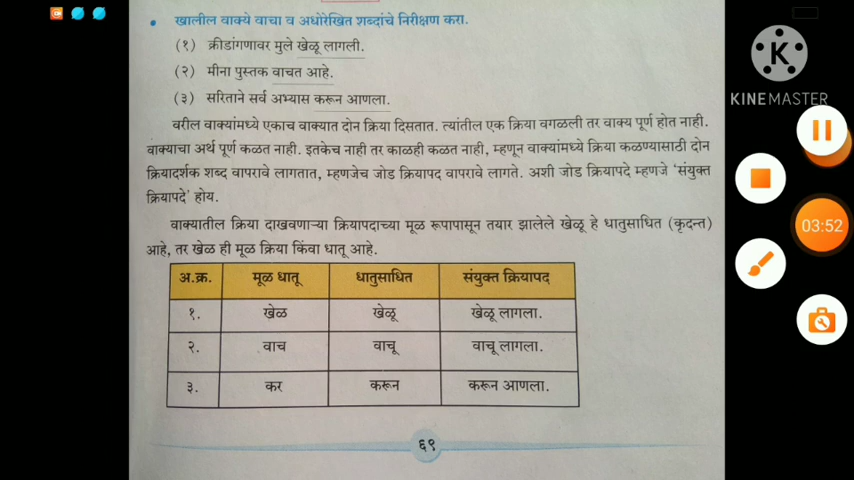 • खालील वाक्ये वाचा व अधोरेखित शब्दांचे निरीक्षण करा.
(१) क्रीडांगणावर मुले खेळू लागली.
(२) मीना पुस्तक वाचत आहे.
(३) सरिताने सर्व अभ्यास करून आणला.
वरील वाक्यांमध्ये एकाच वाक्यात दोन क्रिया दिसतात. त्यांतील एक क्रिया वगळली तर वाक्य पूर्ण होत नाही.
वाक्याचा अर्थ पूर्ण कळत नाही. इतकेच नाही तर काळही कळत नाही, म्हणून वाक्यांमध्ये क्रिया कळण्यासाठी दोन
क्रियादर्शक शब्द वापरावे लागतात, म्हणजेच जोड क्रियापद वापरावे लागते. अशी जोड क्रियापदे म्हणजे ‘संयुक्त
क्रियापदे’ होय.
वाक्यातील क्रिया दाखवणाऱ्या क्रियापदाच्या मूळ रूपापासून तयार झालेले खेळू हे धातुसाधित (कृदन्त)
आहे, तर खेळ ही मूळ क्रिया किंवा धातू आहे.
अ.क्र. मूळ धातू धातुसाधित संयुक्त क्रियापद
१. खेळ खेळू खेळू लागला.
२. वाच वाचू वाचू लागला.
३. कर करून करून आणला.
६९
K
KINEMASTER
03:52